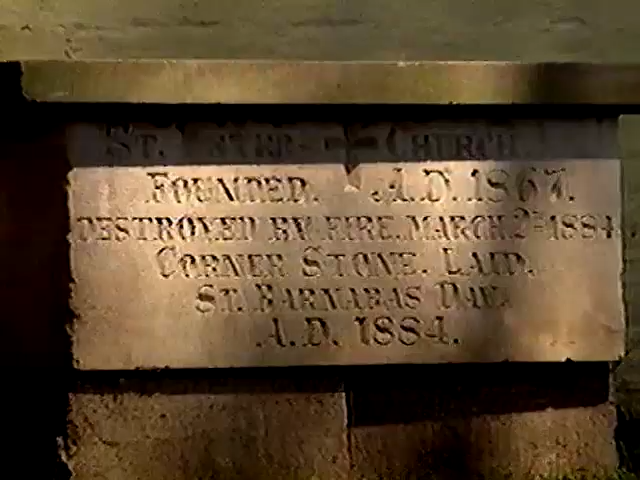 ST. CHURCH
FOUNDED. A.D. 1867.
DESTROYED BY FIRE. MARCH 2ND 1884.
CORNER STONE. LAID.
ST. BARNABAS DAY.
A.D. 1884.